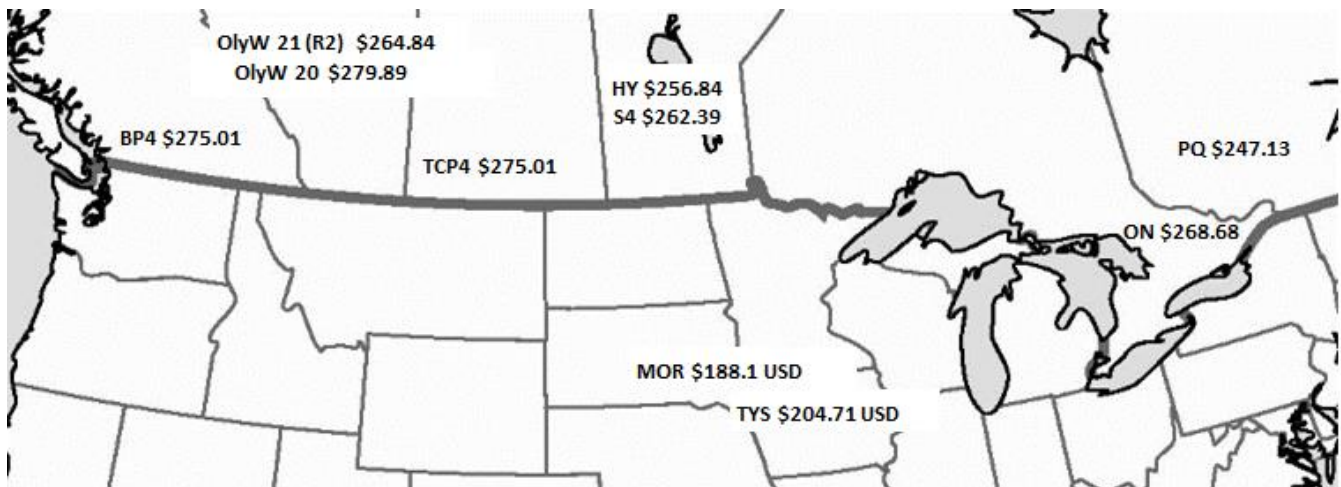 OlyW 21 (R2) $264.84
OlyW 20 $279.89
HY $256.84
S4 $262.39
BP4 $275.01
TCP4 $275.01
PQ $247.13
ON $268.68
MOR $188.1 USD
TYS $204.71 USD